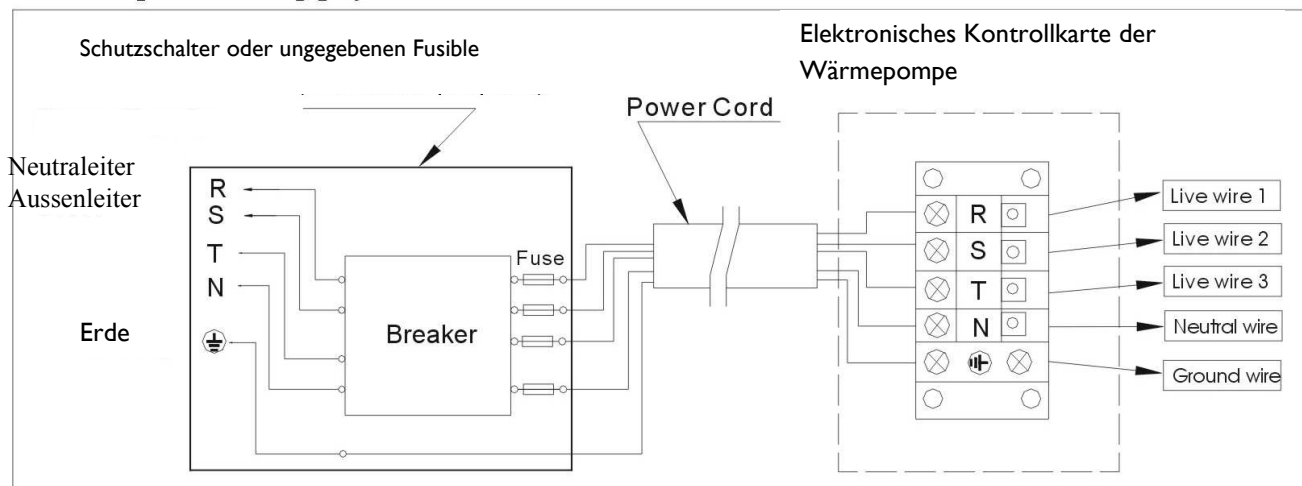 Schutzschalter oder ungegebenen Fusible
Elektronisches Kontrollkarte der
Wärmepompe
Power Cord
Neutraleiter
Aussenleiter
R
S
T
N
Erde
Breaker
Fuse
R
S
T
N
Live wire 1
Live wire 2
Live wire 3
Neutral wire
Ground wire